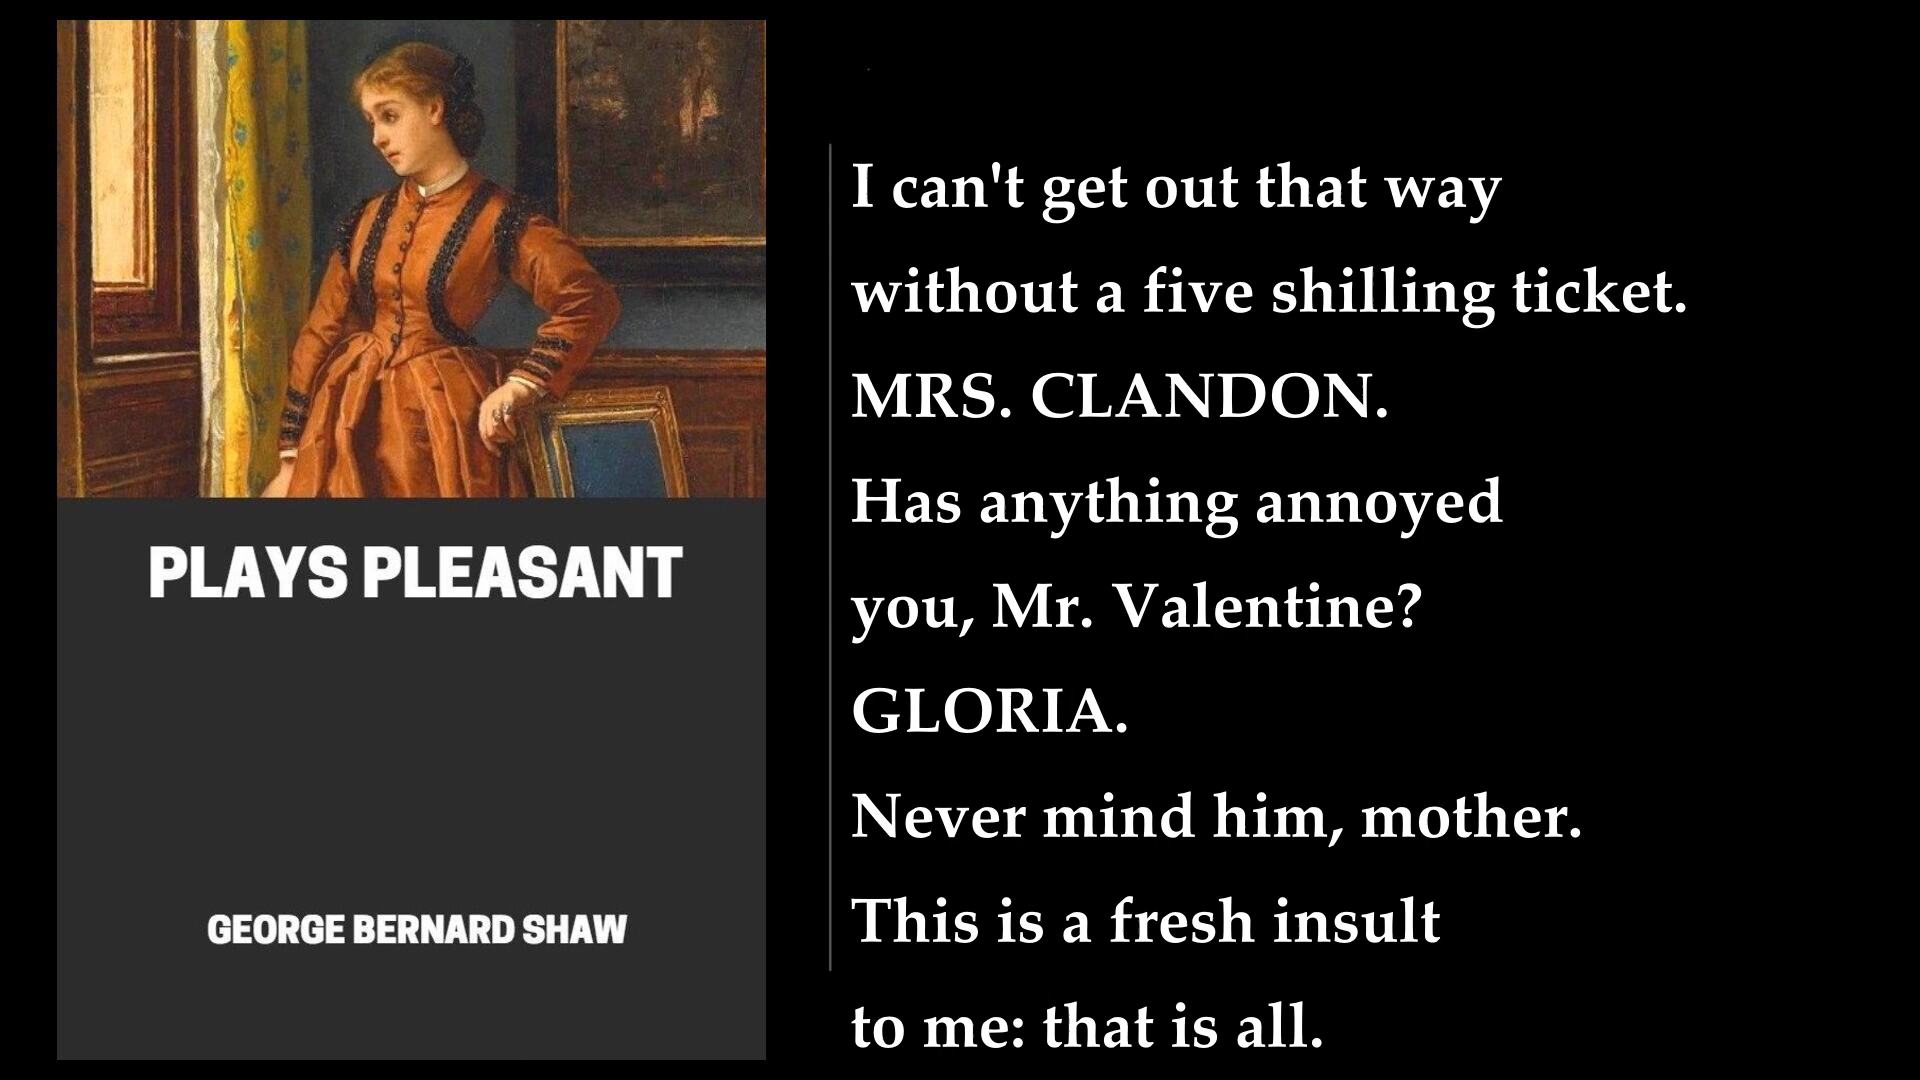 PLAYS PLEASANT
GEORGE BERNARD SHAW
I can't get out that way
without a five shilling ticket.
MRS. CLANDON.
Has anything annoyed
you, Mr. Valentine?
GLORIA.
Never mind him, mother.
This is a fresh insult
to me: that is all.